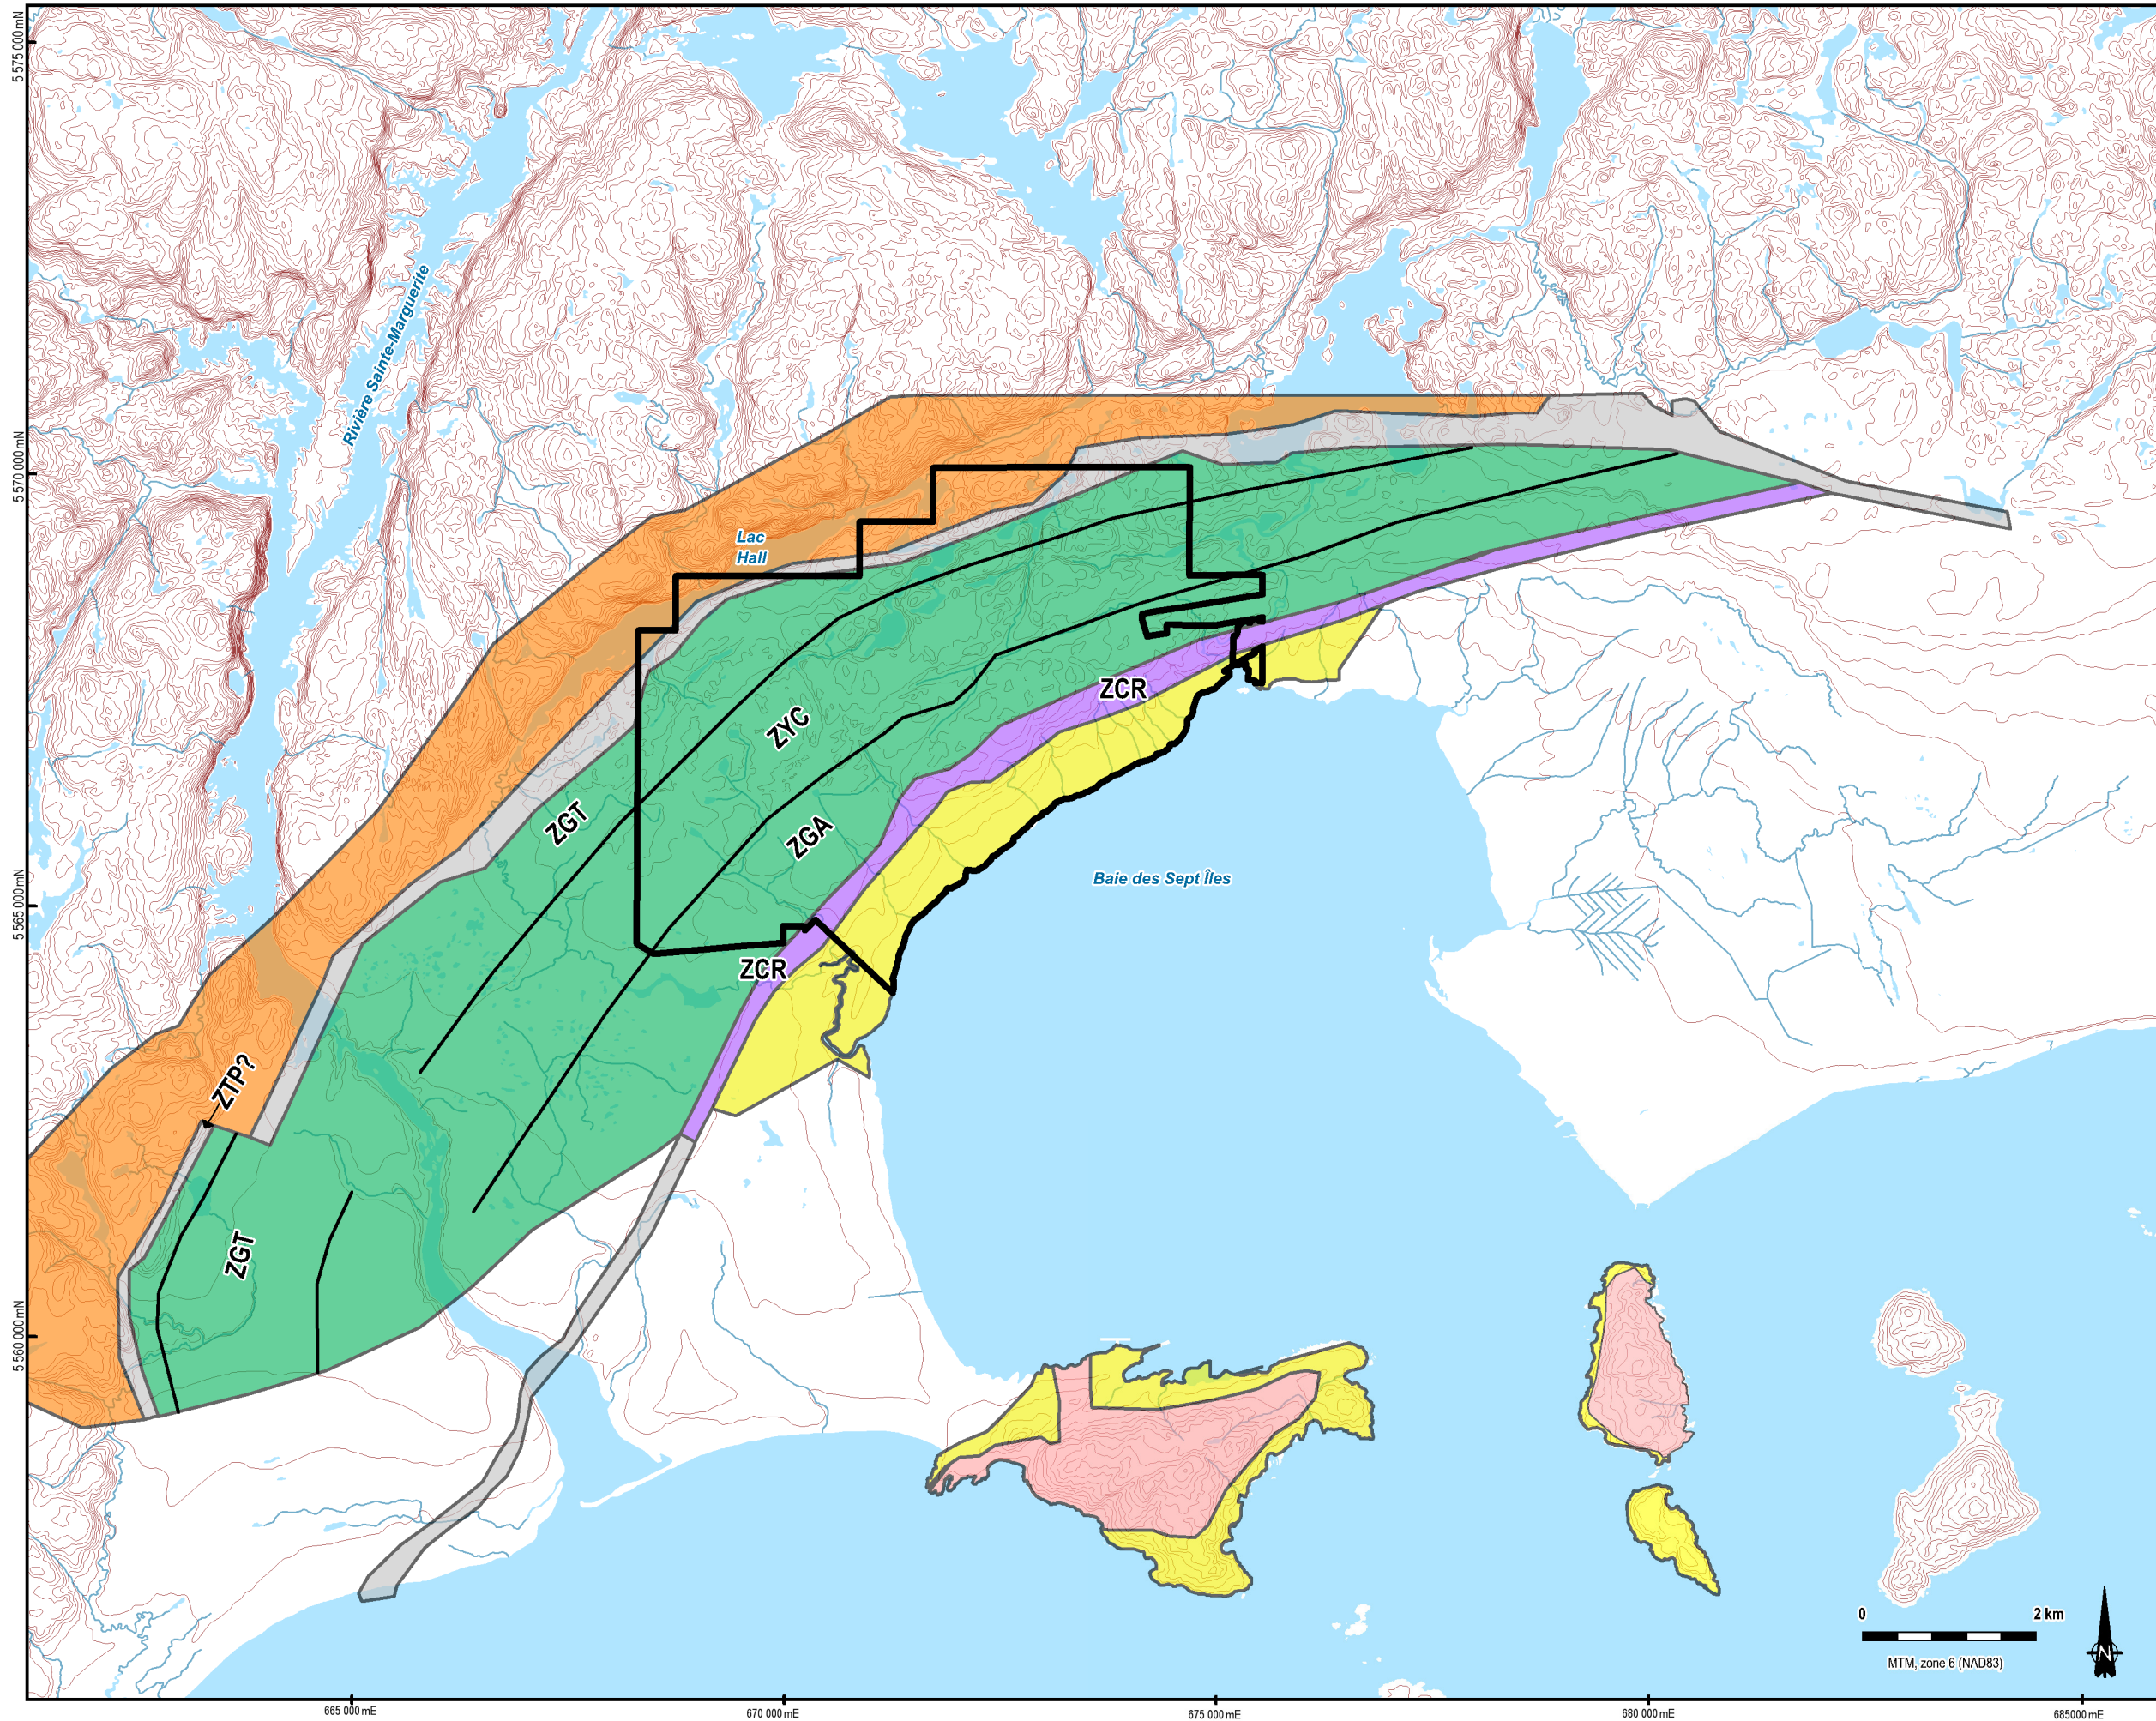 5 575 000 mN
Rivière Sainte-Marguerite
5 570 000 mN
Lac
Hall
ZCR
ZYC
ZGT
ZGA
Baie des Sept Îles
5 565 000 mN
ZCR
ZTP?
ZGT
5 560 000 mN
0 2 km
MTM, zone 6 (NAD83)
N
665 000 mE
670 000 mE
675 000 mE
680 000 mE
685000 mE